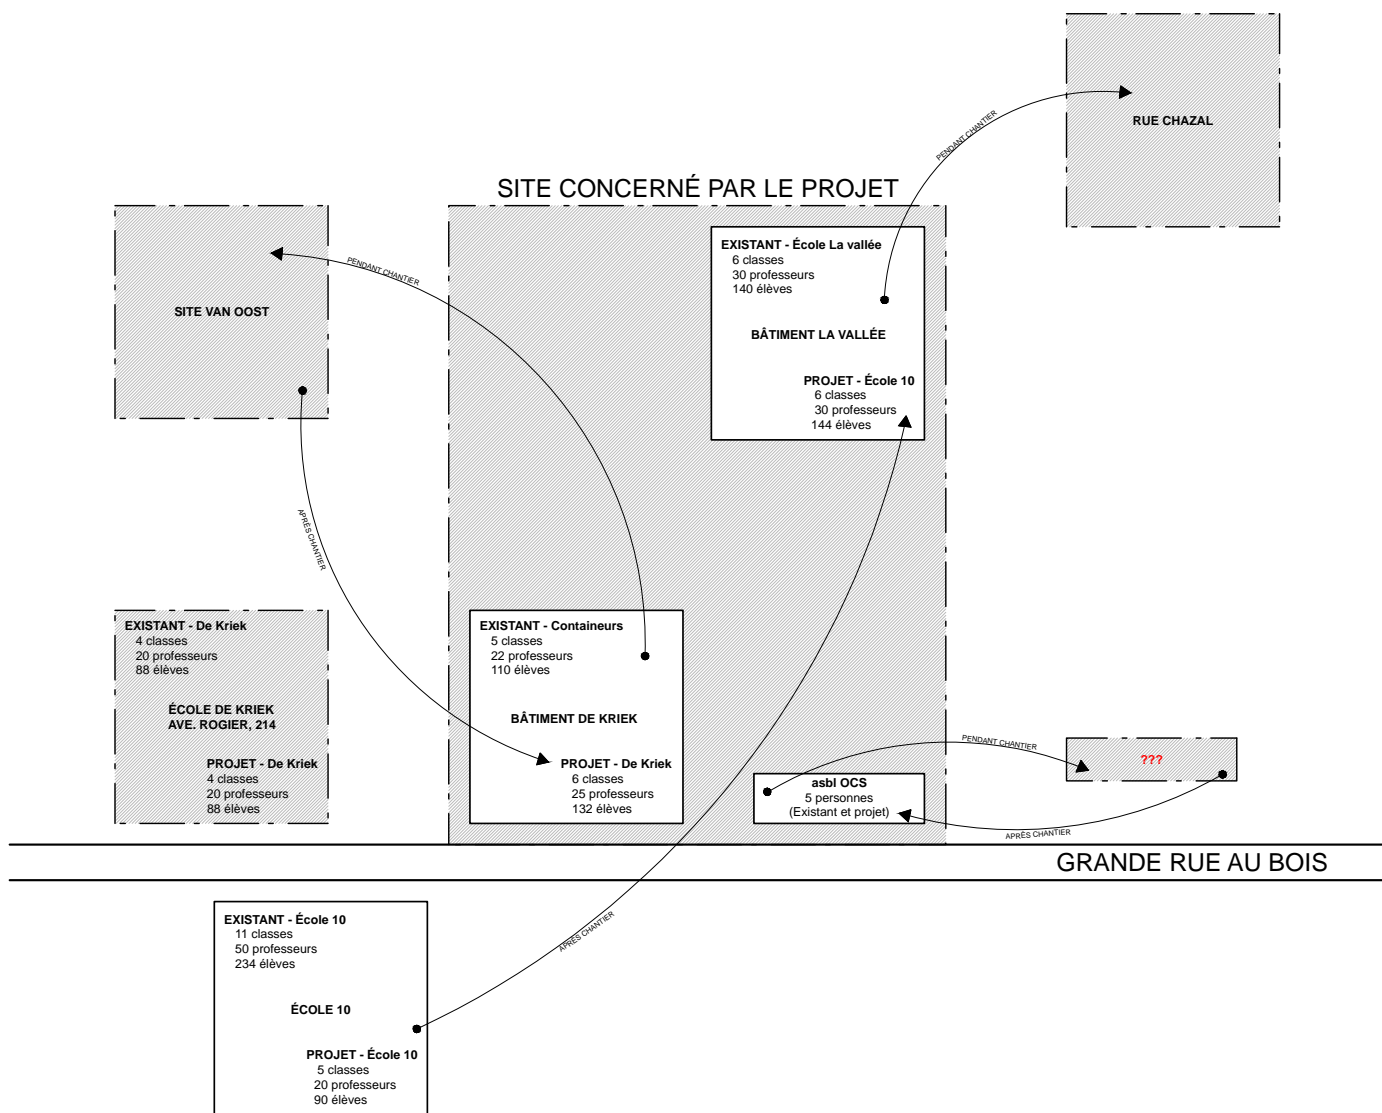 RUE CHAZAL
PENDANT CHANTIER
SITE CONCERNÉ PAR LE PROJET
EXISTANT - École La vallée
6 classes
30 professeurs
140 élèves
BÂTIMENT LA VALLÉE
PROJET - École 10
6 classes
30 professeurs
144 élèves
PENDANT CHANTIER
SITE VAN OOST
APRÈS CHANTIER
EXISTANT - De Kriek
4 classes
20 professeurs
88 élèves
ÉCOLE DE KRIEK
AVE. ROGIER, 214
PROJET - De Kriek
4 classes
20 professeurs
88 élèves
EXISTANT - Containeurs
5 classes
22 professeurs
110 élèves
BÂTIMENT DE KRIEK
PROJET - De Kriek
6 classes
25 professeurs
132 élèves
PENDANT CHANTIER
???
asbl OCS
5 personnes
(Existant et projet)
APRÈS CHANTIER
GRANDE RUE AU BOIS
EXISTANT - École 10
11 classes
50 professeurs
234 élèves
APRÈS CHANTIER
ÉCOLE 10
PROJET - École 10
5 classes
20 professeurs
90 élèves